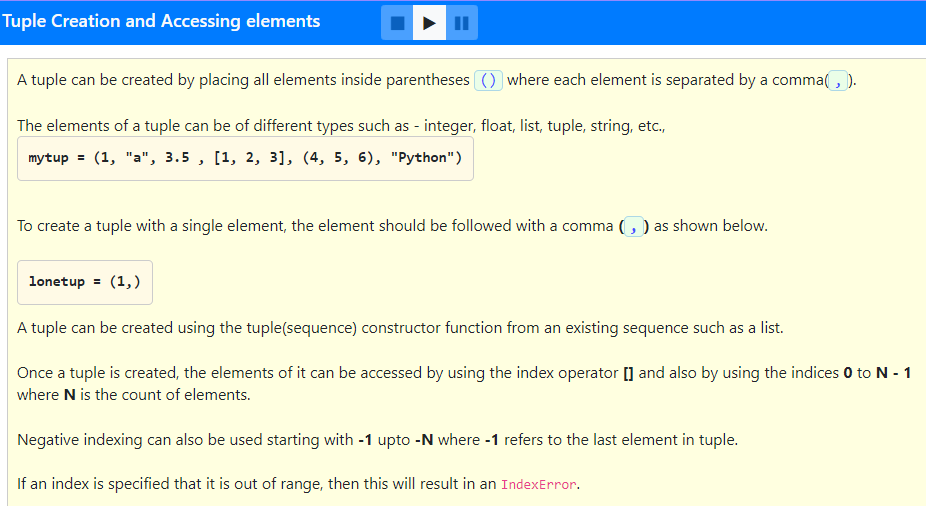 Tuple Creation and Accessing elements
A tuple can be created by placing all elements inside parentheses () where each element is separated by a comma( , ).
The elements of a tuple can be of different types such as - integer, float, list, tuple, string, etc.,
mytup = (1, "a", 3.5 , [1, 2, 3], (4, 5, 6), "Python")
To create a tuple with a single element, the element should be followed with a comma ( , ) as shown below.
lonetup = (1,)
A tuple can be created using the tuple(sequence) constructor function from an existing sequence such as a list.
Once a tuple is created, the elements of it can be accessed by using the index operator [] and also by using the indices 0 to N - 1
where N is the count of elements.
Negative indexing can also be used starting with -1 upto -N where -1 refers to the last element in tuple.
If an index is specified that it is out of range, then this will result in an IndexError.